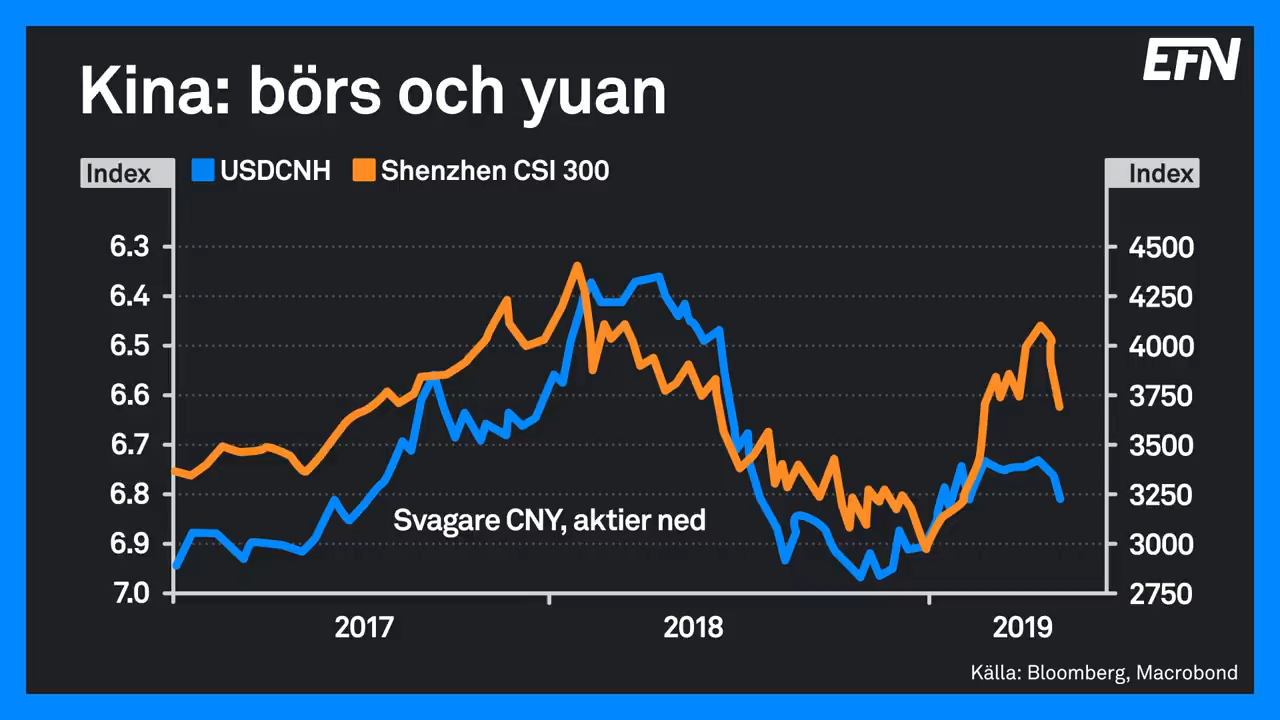 EFN
Kina: börs och yuan
Index
USDCNH
Shenzhen CSI 300
Index
6.3
4500
6.4
4250
6.5
4000
6.6
3750
6.7
3500
6.8
3250
Svagare CNY, aktier ned
6.9
3000
7.0
2750
2017
2018
2019
Källa: Bloomberg, Macrobond